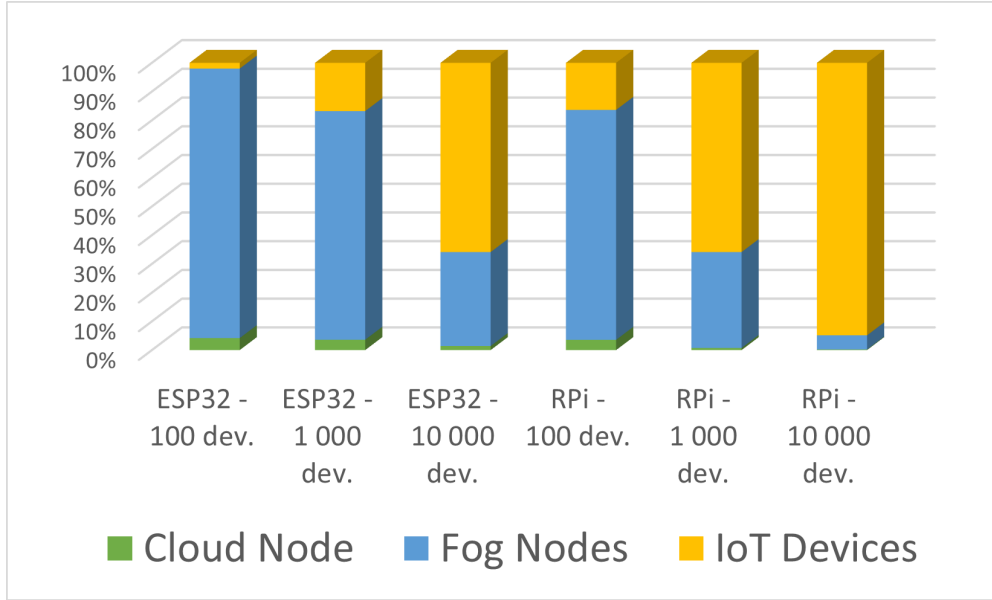 100%
90%
80%
70%
60%
50%
40%
30%
20%
10%
0%
ESP32 - 100 dev.
ESP32 - 1 000 dev.
ESP32 - 10 000 dev.
RPi - 100 dev.
RPi - 1 000 dev.
RPi - 10 000 dev.
Cloud Node
Fog Nodes
IoT Devices